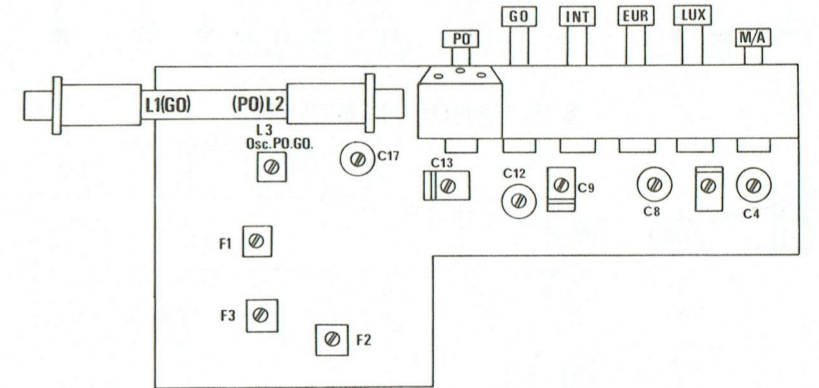 GO INT EUR LUX
PO M/A
L1(GO) (PO)L2
L3
Osc.PO.GO.
C17
C13
C12
C9
C8
C4
F1
F3
F2